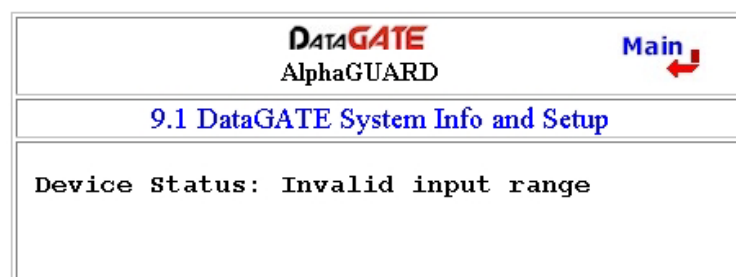 DATAGATE
AlphaGUARD
Main
9.1 DataGATE System Info and Setup
Device Status: Invalid input range